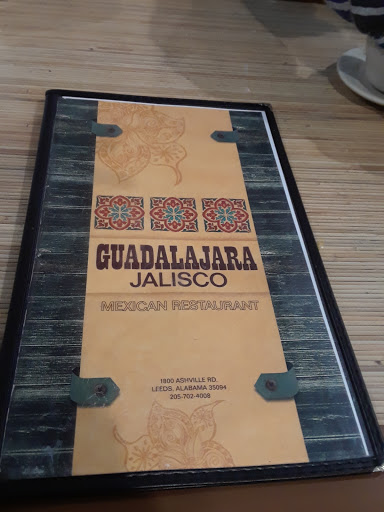 GUADALAJARA
JALISCO
MEXICAN RESTAURANT
1800 ASHVILLE RD,
LEEDS, ALABAMA 35094
205-702-4008